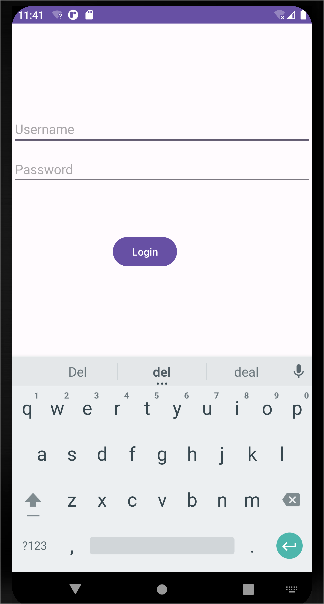 11:41
Username
Password
Login
Del del deal
1 2 3 4 5 6 7 8 9 0
q w e r t y u i o p
a s d f g h j k l
z x c v b n m
?123 , .